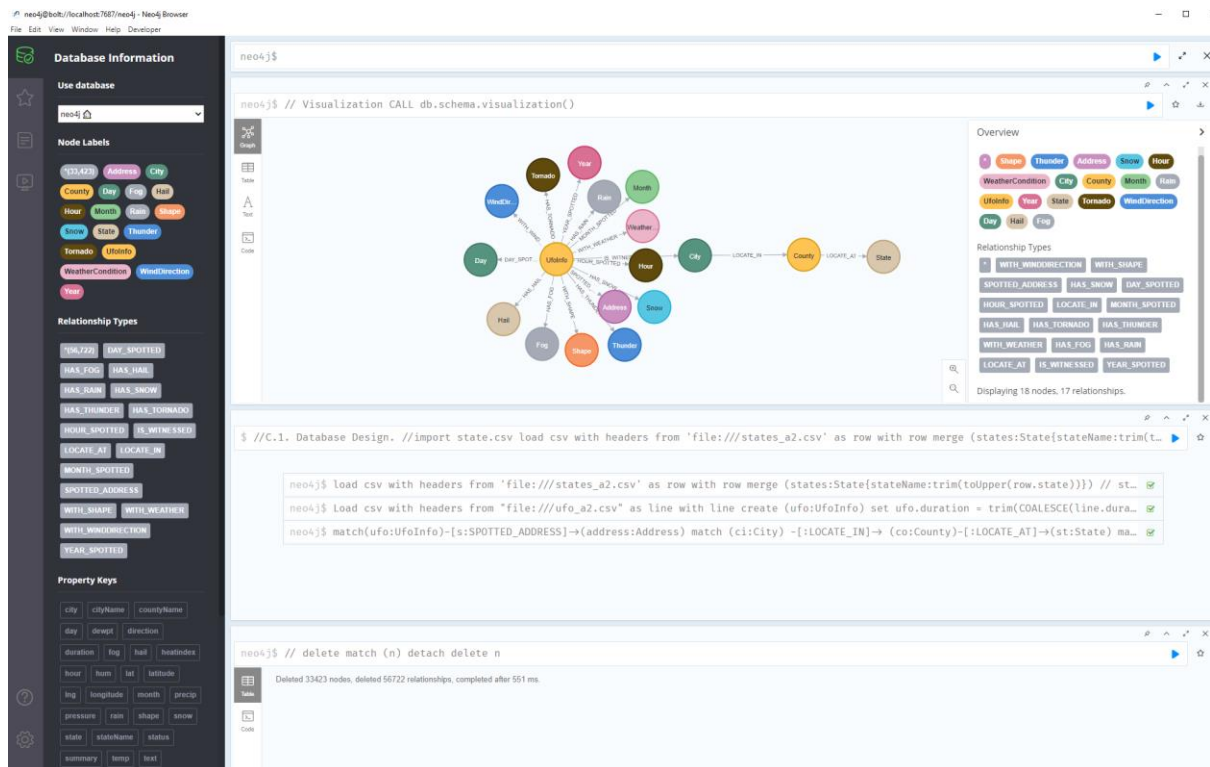 neo4j@bolt://localhost:7687/neo4j - Neo4j Browser
File Edit View Window Help Developer
Database Information
Use database
neo4j
Node Labels
*(33,423) Address City
County Day Fog Hail
Hour Month Rain Shape
Snow State Thunder
Tornado UfoInfo
WeatherCondition WindDirection
Year
Relationship Types
*(56,722) DAY_SPOTTED
HAS_FOG HAS_HAIL
HAS_RAIN HAS_SNOW
HAS_THUNDER HAS_TORNADO
HOUR_SPOTTED IS_WITNESSED
LOCATE_AT LOCATE_IN
MONTH_SPOTTED
SPOTTED_ADDRESS
WITH_SHAPE WITH_WEATHER
WITH_WINDDIRECTION
YEAR_SPOTTED
Property Keys
city cityName countyName
day dewpt direction
duration fog hail heatindex
hour hum lat latitude
lng longitude month precip
pressure rain shape snow
state stateName status
summary temp text
neo4j$
neo4j$ // Visualization CALL db.schema.visualization()
Graph
Table
Text
Code
Year
Tornado
Month
Rain
WindDir...
Weather...
Day
DAY_SPOT...
UfoInfo
Hour
City
LOCATE_IN
County
LOCATE_AT
State
Address
Snow
Hail
Fog
Shape
Thunder
Overview
* Shape Thunder Address Snow Hour
WeatherCondition City County Month Rain
UfoInfo Year State Tornado WindDirection
Day Hail Fog
Relationship Types
* WITH_WINDDIRECTION WITH_SHAPE
SPOTTED_ADDRESS HAS_SNOW DAY_SPOTTED
HOUR_SPOTTED LOCATE_IN MONTH_SPOTTED
HAS_HAIL HAS_TORNADO HAS_THUNDER
WITH_WEATHER HAS_FOG HAS_RAIN
LOCATE_AT IS_WITNESSED YEAR_SPOTTED
Displaying 18 nodes, 17 relationships.
$ //C.1. Database Design. //import state.csv load csv with headers from 'file:///states_a2.csv' as row with row merge (states:State{stateName:trim(t...
neo4j$ load csv with headers from 'file:///states_a2.csv' as row with row merge (states:State{stateName:trim(toUpper(row.state))}) // st...
neo4j$ Load csv with headers from "file:///ufo_a2.csv" as line with line create (ufo:UfoInfo) set ufo.duration = trim(COALESCE(line.dura...
neo4j$ match(ufo:UfoInfo)-[s:SPOTTED_ADDRESS]→(address:Address) match (ci:City)-[:LOCATE_IN]→ (co:County)-[:LOCATE_AT]→(st:State) ma...
neo4j$ // delete match (n) detach delete n
Table
Code
Deleted 33423 nodes, deleted 56722 relationships, completed after 551 ms.